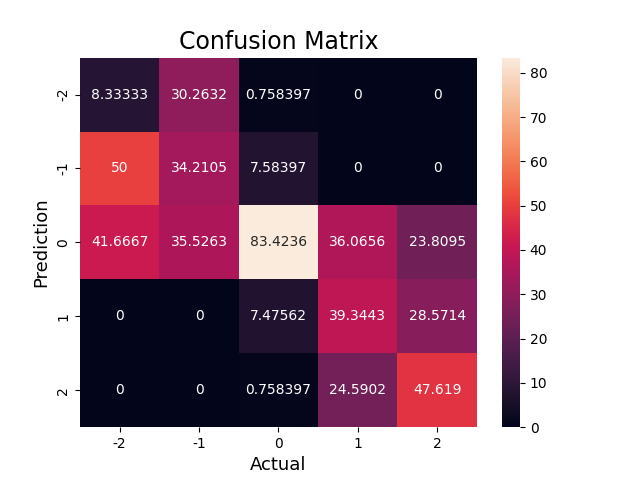 Confusion Matrix
-2 8.33333 30.2632 0.758397 0 0
-1 50 34.2105 7.58397 0 0
0 41.6667 35.5263 83.4236 36.0656 23.8095
1 0 0 7.47562 39.3443 28.5714
2 0 0 0.758397 24.5902 47.619
-2 -1 0 1 2
Prediction
Actual
80
70
60
50
40
30
20
10
0